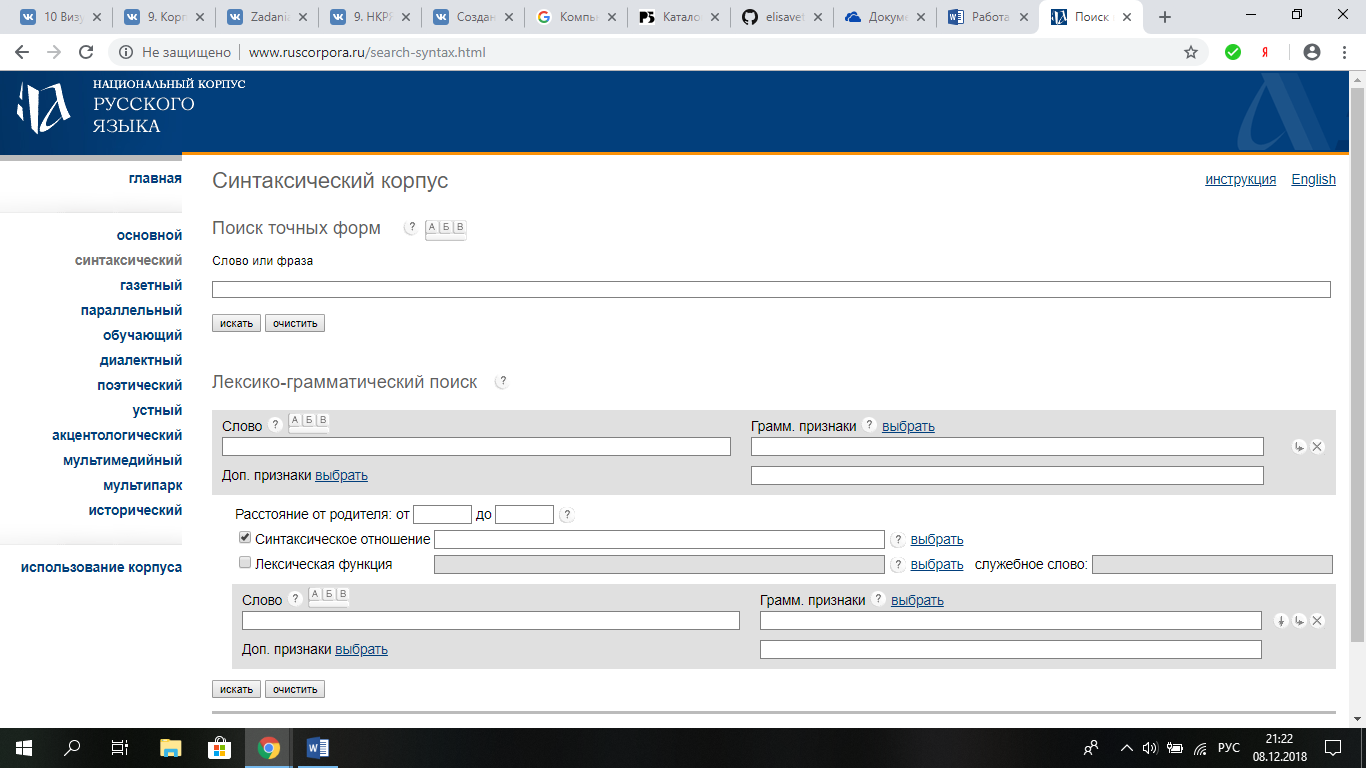 10 Визу
9. Корп
Zadania
9. НКРЯ
Создан
Компью
Катало
elisavet
Докуме
Работа
Поиск
Не защищено
www.ruscorpora.ru/search-syntax.html
НАЦИОНАЛЬНЫЙ КОРПУС
РУССКОГО
ЯЗЫКА
главная
основной
синтаксический
газетный
параллельный
обучающий
диалектный
поэтический
устный
акцентологический
мультимедийный
мультипарк
исторический
использование корпуса
Синтаксический корпус
инструкция English
Поиск точных форм ? А Б В
Слово или фраза
искать очистить
Лексико-грамматический поиск ?
Слово ? А Б В Грамм. признаки ? выбрать
Доп. признаки выбрать
Расстояние от родителя: от до ?
Синтаксическое отношение ? выбрать
Лексическая функция ? выбрать служебное слово:
Слово ? А Б В Грамм. признаки ? выбрать
Доп. признаки выбрать
искать очистить
РУС
21:22
08.12.2018